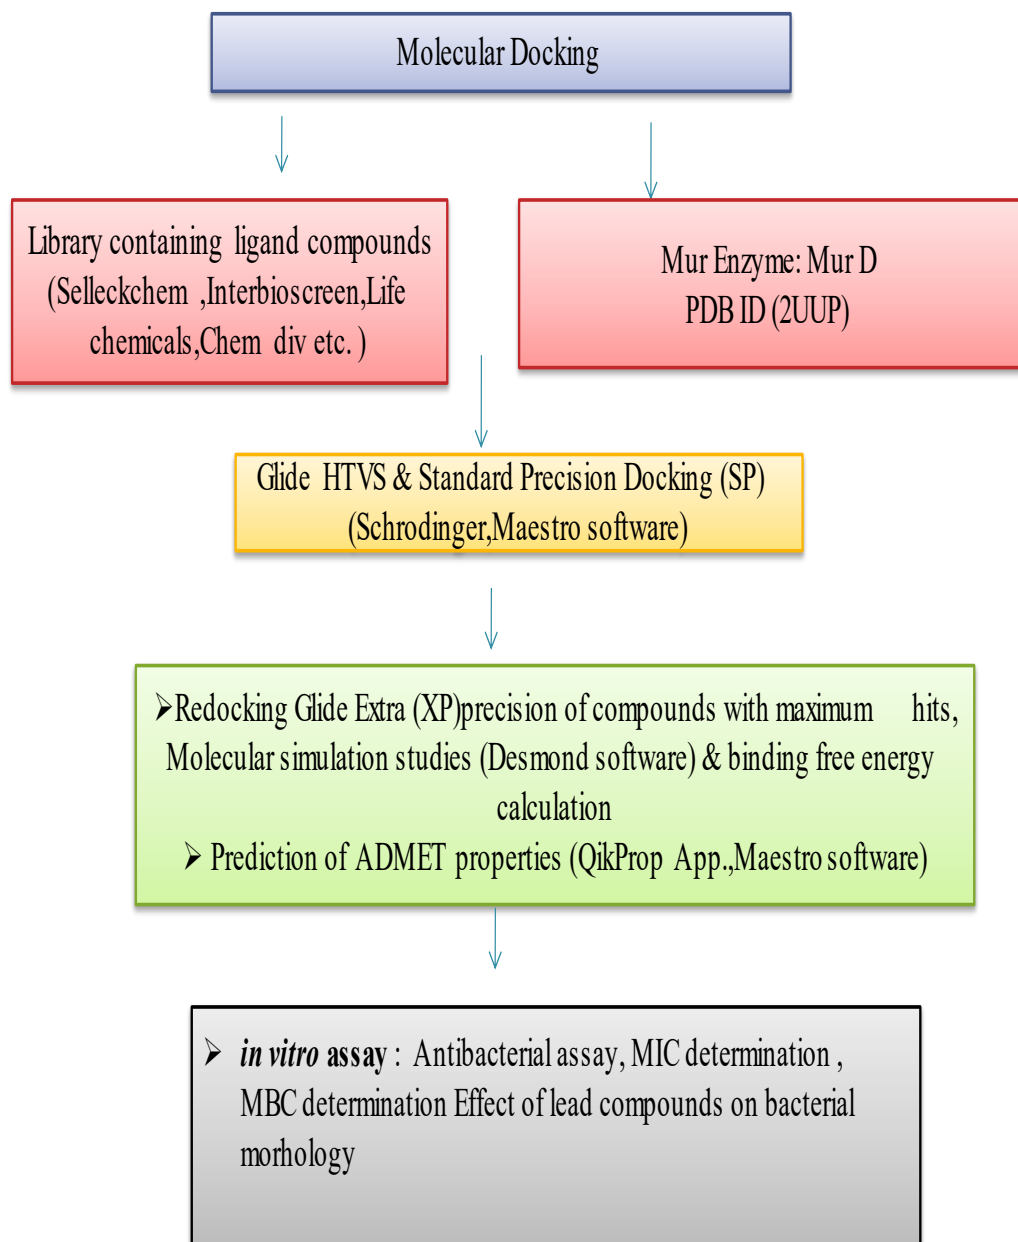 Molecular Docking
Library containing ligand compounds
(Selleckchem ,Interbioscreen,Life
chemicals,Chem div etc. )
Mur Enzyme: Mur D
PDB ID (2UUP)
Glide HTVS & Standard Precision Docking (SP)
(Schrodinger,Maestro software)
➢Redocking Glide Extra (XP)precision of compounds with maximum hits,
Molecular simulation studies (Desmond software) & binding free energy
calculation
➢ Prediction of ADMET properties (QikProp App.,Maestro software)
➢ in vitro assay : Antibacterial assay, MIC determination ,
MBC determination Effect of lead compounds on bacterial
morhology